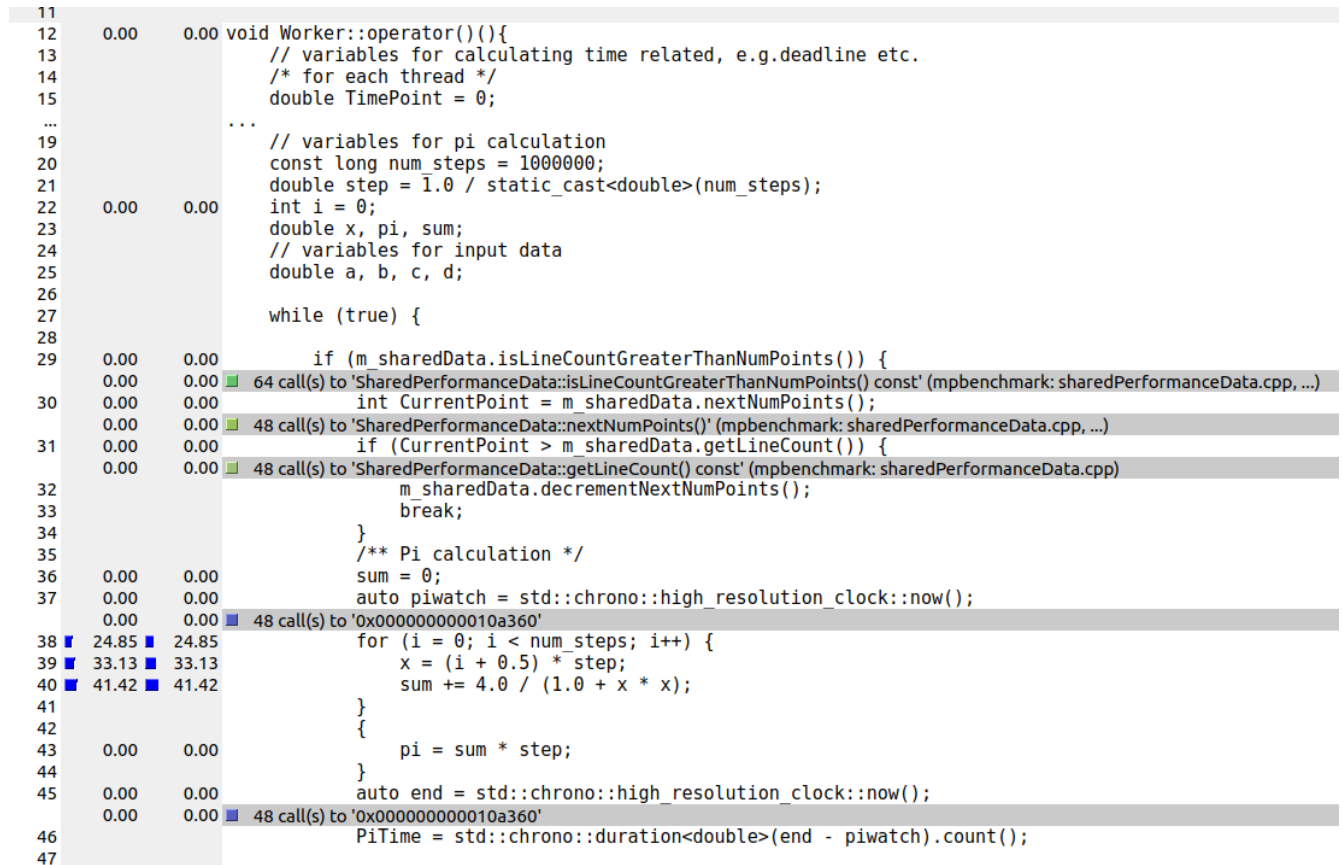 11
12 0.00 0.00 void Worker::operator()(){
13 // variables for calculating time related, e.g.deadline etc.
14 /* for each thread */
15 double TimePoint = 0;
... ...
19 // variables for pi calculation
20 const long num_steps = 1000000;
21 double step = 1.0 / static_cast<double>(num_steps);
22 0.00 0.00 int i = 0;
23 double x, pi, sum;
24 // variables for input data
25 double a, b, c, d;
26
27 while (true) {
28
29 0.00 0.00 if (m_sharedData.isLineCountGreaterThanNumPoints()) {
0.00 0.00 64 call(s) to 'SharedPerformanceData::isLineCountGreaterThanNumPoints() const' (mpbenchmark: sharedPerformanceData.cpp, ...)
30 0.00 0.00 int CurrentPoint = m_sharedData.nextNumPoints();
0.00 0.00 48 call(s) to 'SharedPerformanceData::nextNumPoints()' (mpbenchmark: sharedPerformanceData.cpp, ...)
31 0.00 0.00 if (CurrentPoint > m_sharedData.getLineCount()) {
0.00 0.00 48 call(s) to 'SharedPerformanceData::getLineCount() const' (mpbenchmark: sharedPerformanceData.cpp)
32 m_sharedData.decrementNextNumPoints();
33 break;
34 }
35 /** Pi calculation */
36 0.00 0.00 sum = 0;
37 0.00 0.00 auto piwatch = std::chrono::high_resolution_clock::now();
0.00 0.00 48 call(s) to '0x000000000010a360'
38 24.85 24.85 for (i = 0; i < num_steps; i++) {
39 33.13 33.13 x = (i + 0.5) * step;
40 41.42 41.42 sum += 4.0 / (1.0 + x * x);
41 }
42 {
43 0.00 0.00 pi = sum * step;
44 }
45 0.00 0.00 auto end = std::chrono::high_resolution_clock::now();
0.00 0.00 48 call(s) to '0x000000000010a360'
46 PiTime = std::chrono::duration<double>(end - piwatch).count();
47